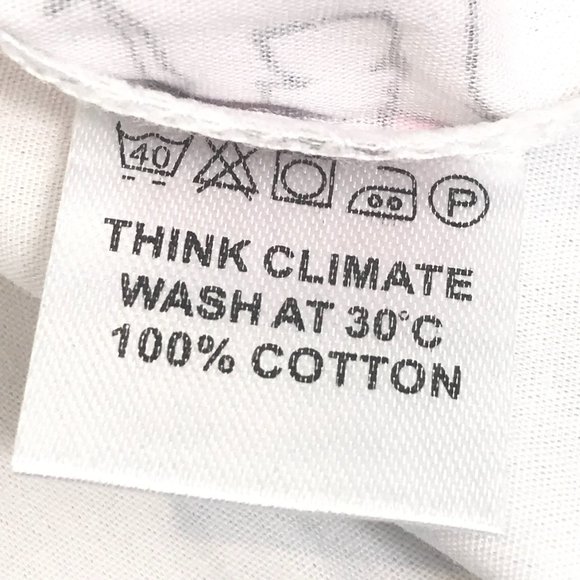 40 P
THINK CLIMATE
WASH AT 30°C
100% COTTON